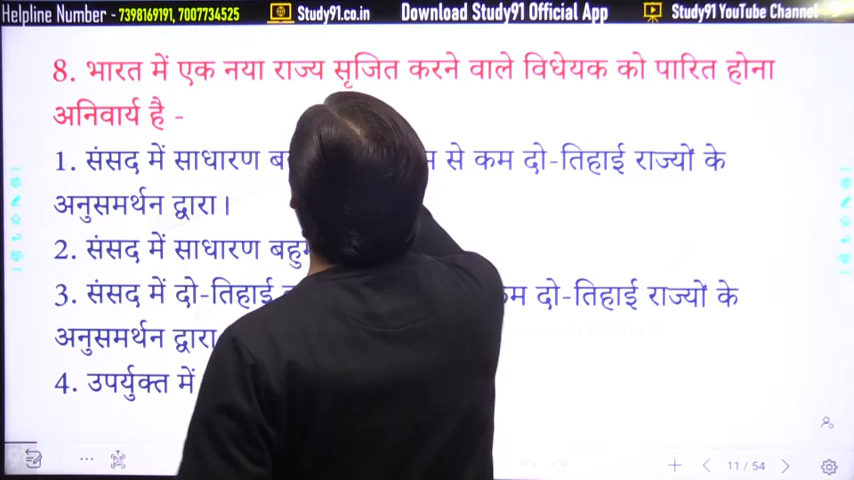 Helpline Number - 7398169191, 7007734525 Study91.co.in Download Study91 Official App Study91 YouTube Channel
8. भारत में एक नया राज्य सृजित करने वाले विधेयक को पारित होना
अनिवार्य है -
1. संसद में साधारण से कम दो-तिहाई राज्यों के
अनुसमर्थन द्वारा।
2. संसद में साधारण
3. संसद में दो-तिहाई दो-तिहाई राज्यों के
अनुसमर्थन द्वारा
4. उपर्युक्त में
11 / 54